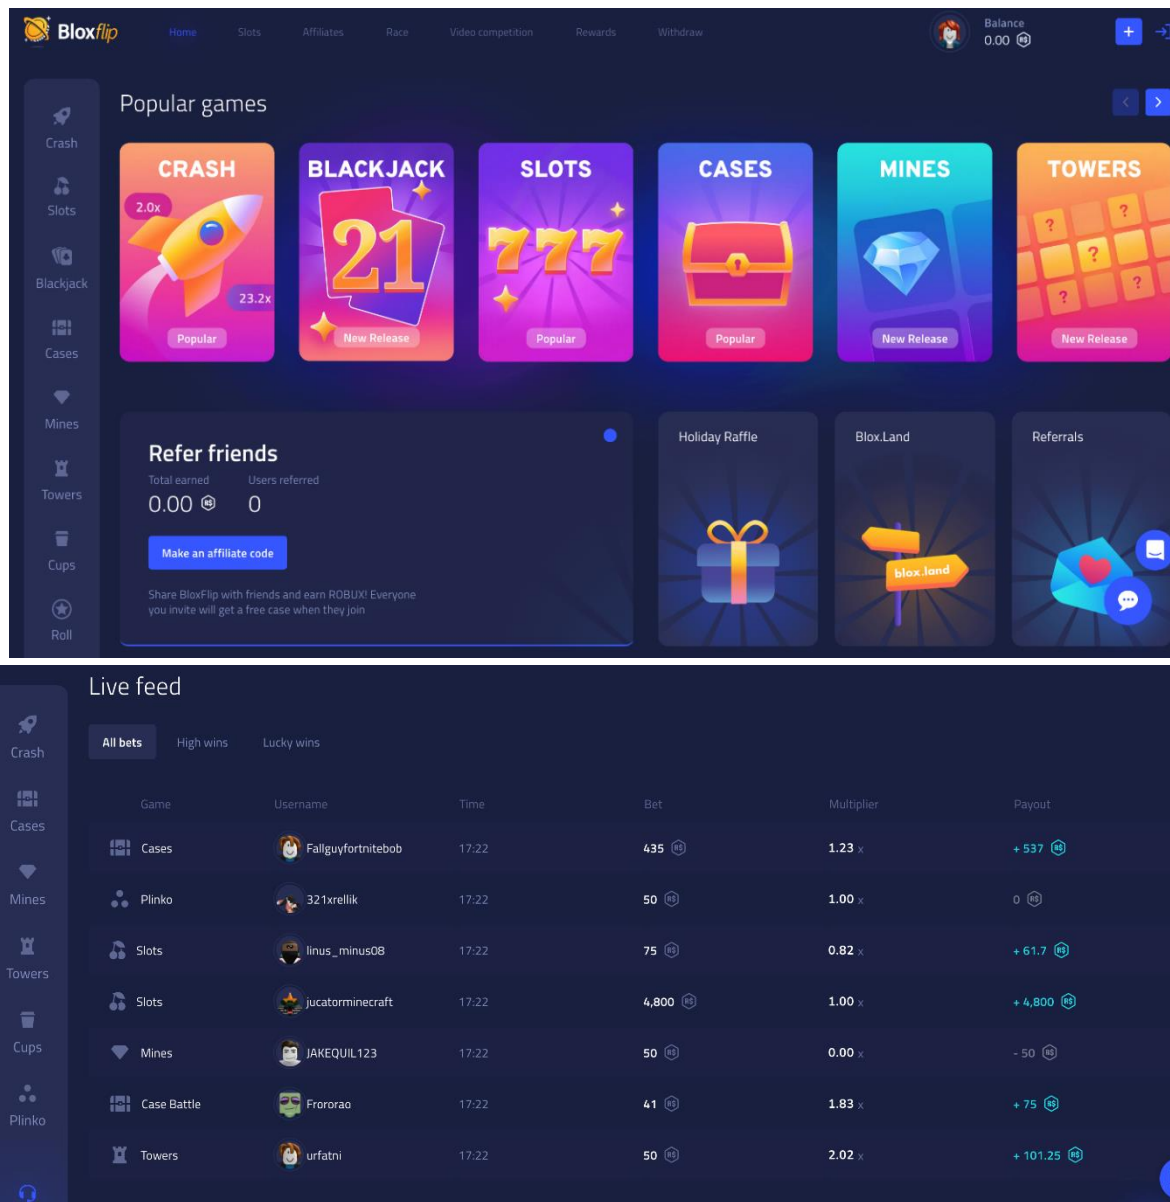 Bloxflip Home Slots Affiliates Race Video competition Rewards Withdraw Balance
0.00 R$ +
Popular games
Crash
Slots
Blackjack
Cases
Mines
Towers
Cups
Roll
CRASH
2.0x
23.2x
Popular
BLACKJACK
21
New Release
SLOTS
777
Popular
CASES
Popular
MINES
New Release
TOWERS
? ? ? ? ?
New Release
Refer friends
Total earned Users referred
0.00 R$ 0
Make an affiliate code
Share BloxFlip with friends and earn ROBUX! Everyone
you invite will get a free case when they join
Holiday Raffle
Blox.Land
blox.land
Referrals
Live feed
Crash
Cases
Mines
Towers
Cups
Plinko
All bets High wins Lucky wins
Game Username Time Bet Multiplier Payout
Cases Fallguyfortnitebob 17:22 435 R$ 1.23 x + 537 R$
Plinko 321xrellik 17:22 50 R$ 1.00 x 0 R$
Slots linus_minus08 17:22 75 R$ 0.82 x + 61.7 R$
Slots jucatorminecraft 17:22 4,800 R$ 1.00 x + 4,800 R$
Mines JAKEQUIL123 17:22 50 R$ 0.00 x - 50 R$
Case Battle Frororao 17:22 41 R$ 1.83 x + 75 R$
Towers urfatni 17:22 50 R$ 2.02 x + 101.25 R$